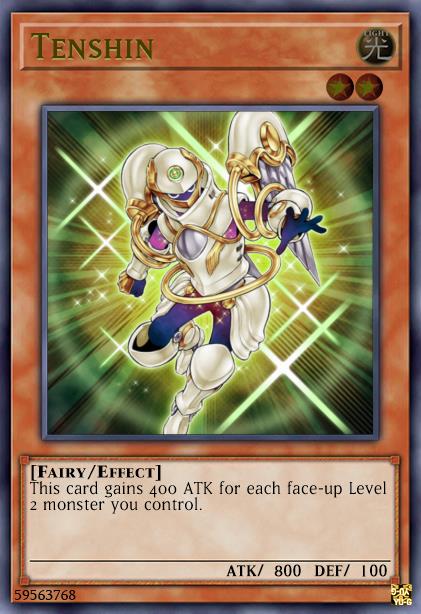 Tenshin
LIGHT
光
[Fairy/Effect]
This card gains 400 ATK for each face-up Level
2 monster you control.
ATK/ 800 DEF/ 100
59563768